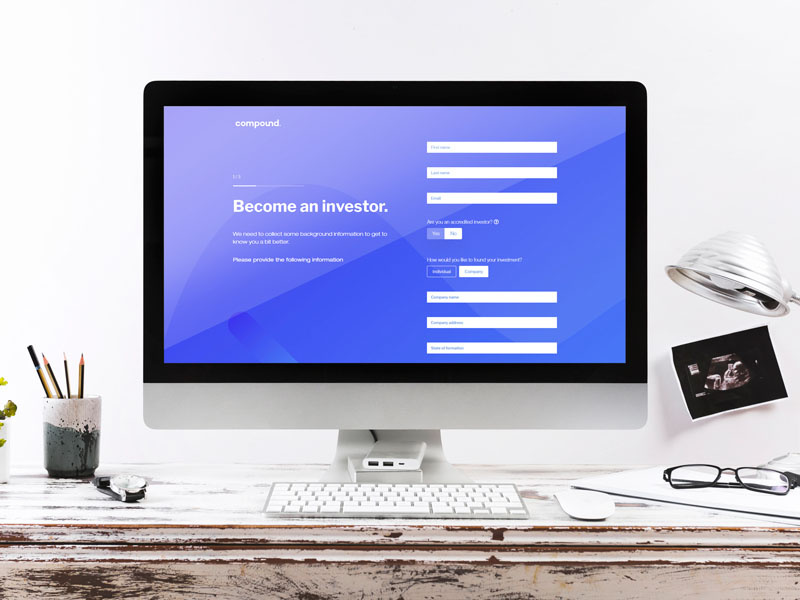 compound.
1 / 5
Become an investor.
We need to collect some background information to get to
know you a bit better.
Please provide the following information
First name
Last name
Email
Are you an accredited investor?
Yes
No
How would you like to found your investment?
Individual
Company
Company name
Company address
State of formation